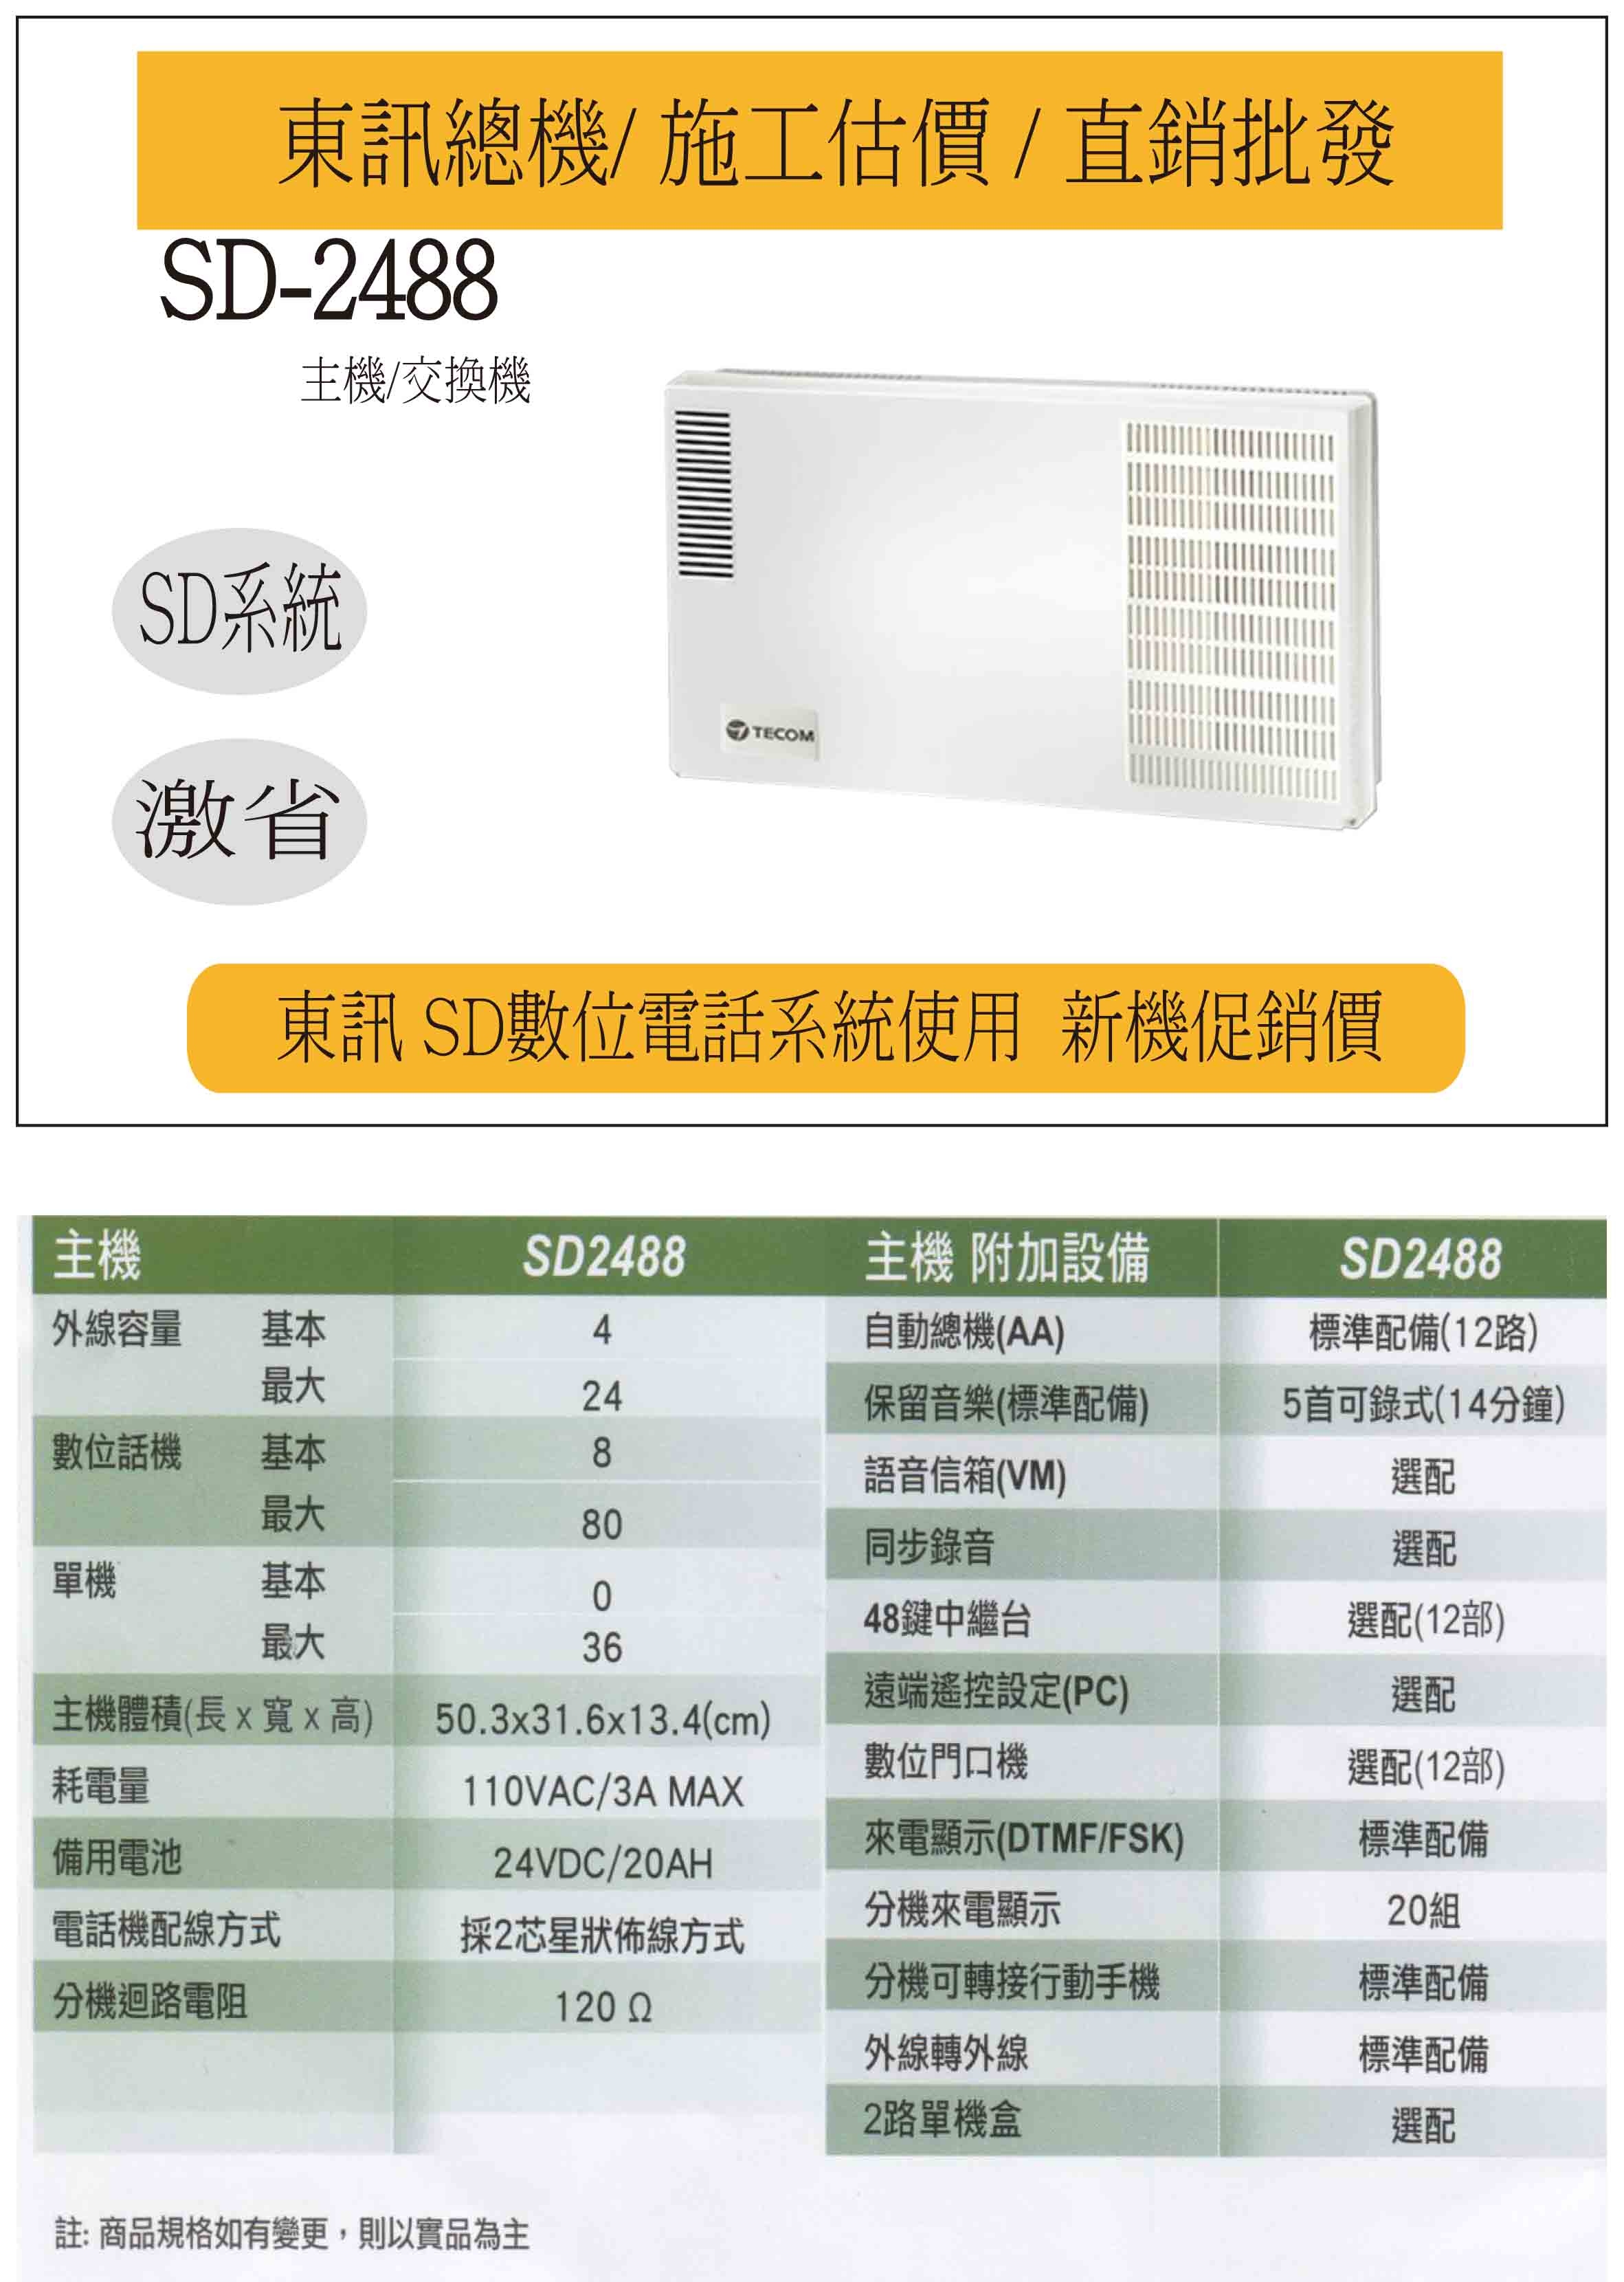 東訊總機/ 施工估價 / 直銷批發
SD-2488
主機/交換機
SD系統
激省
TECOM
東訊 SD數位電話系統使用 新機促銷價
主機 SD2488
外線容量 基本 4
最大 24
數位話機 基本 8
最大 80
單機 基本 0
最大 36
主機體積(長 x 寬 x 高) 50.3x31.6x13.4(cm)
耗電量 110VAC/3A MAX
備用電池 24VDC/20AH
電話機配線方式 採2芯星狀佈線方式
分機迴路電阻 120 Ω
主機 附加設備 SD2488
自動總機(AA) 標準配備(12路)
保留音樂(標準配備) 5首可錄式(14分鐘)
語音信箱(VM) 選配
同步錄音 選配
48鍵中繼台 選配(12部)
遠端遙控設定(PC) 選配
數位門口機 選配(12部)
來電顯示(DTMF/FSK) 標準配備
分機來電顯示 20組
分機可轉接行動手機 標準配備
外線轉外線 標準配備
2路單機盒 選配
註: 商品規格如有變更，則以實品為主